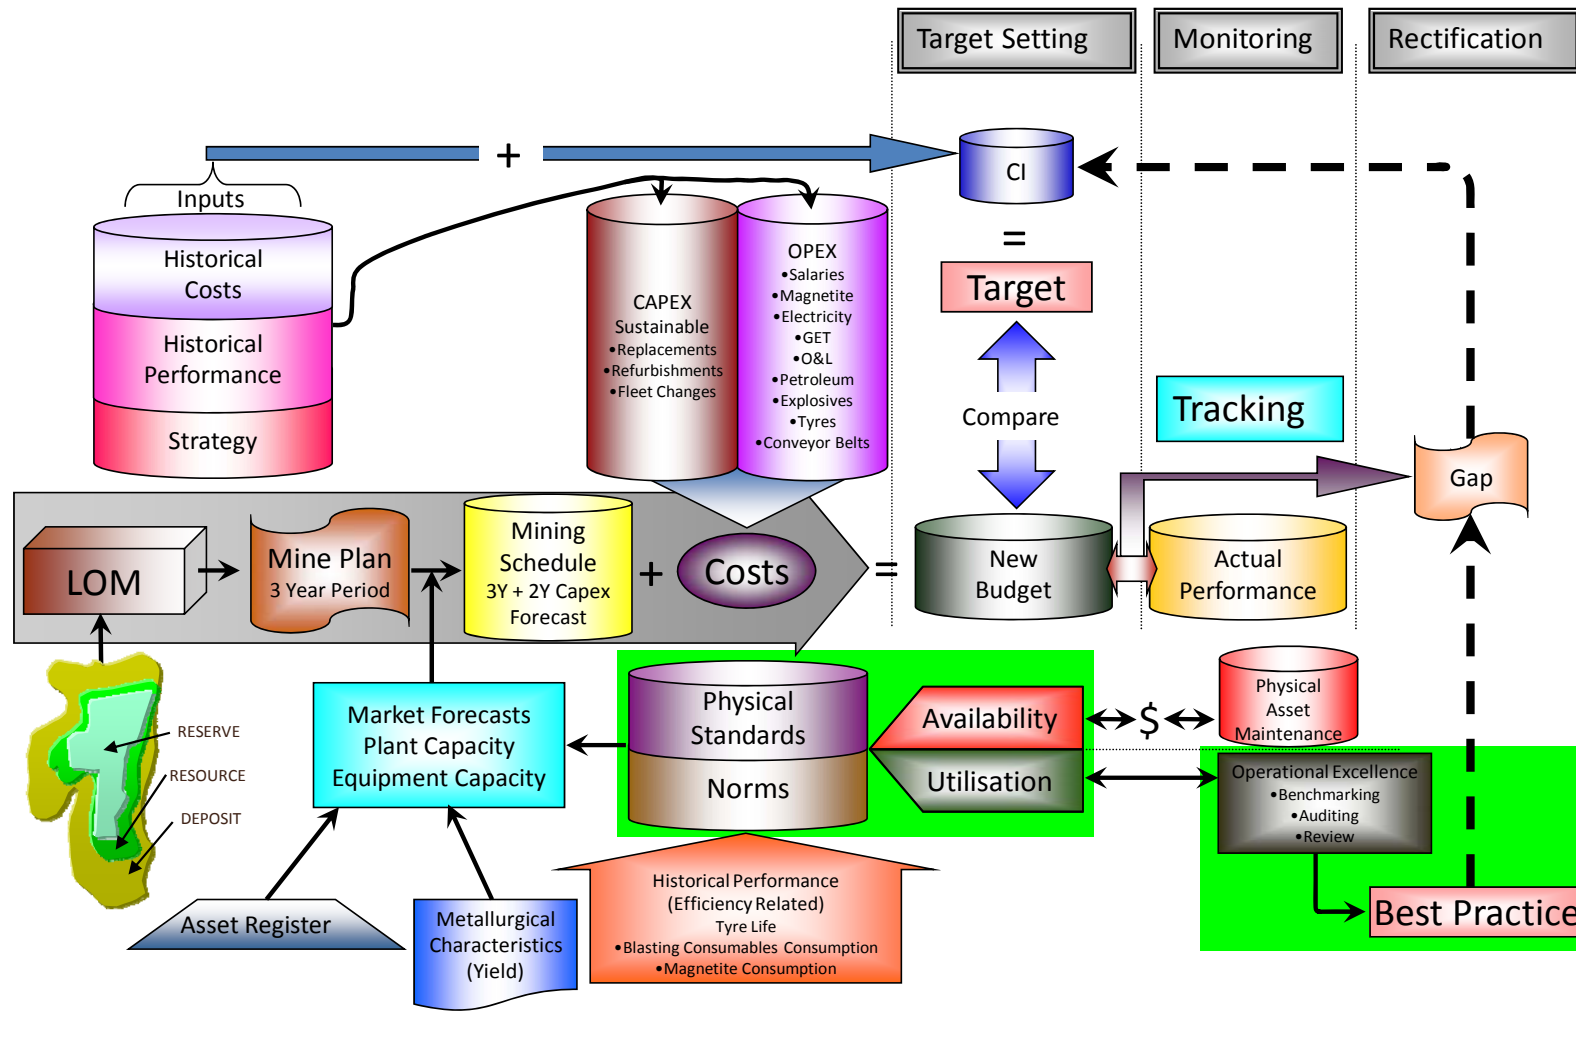 Target Setting
Monitoring
Rectification
+
CI
Inputs
=
Historical
Costs
Historical
Performance
Strategy
CAPEX
Sustainable
•Replacements
•Refurbishments
•Fleet Changes
OPEX
•Salaries
•Magnetite
•Electricity
•GET
•O&L
•Petroleum
•Explosives
•Tyres
•Conveyor Belts
Target
Compare
Tracking
Gap
LOM
Mine Plan
3 Year Period
Mining
Schedule
3Y + 2Y Capex
Forecast
+
Costs
=
New
Budget
Actual
Performance
RESERVE
RESOURCE
DEPOSIT
Market Forecasts
Plant Capacity
Equipment Capacity
Physical
Standards
Norms
Availability
Utilisation
$
Physical
Asset
Maintenance
Operational Excellence
•Benchmarking
•Auditing
•Review
Best Practice
Asset Register
Metallurgical
Characteristics
(Yield)
Historical Performance
(Efficiency Related)
Tyre Life
•Blasting Consumables Consumption
•Magnetite Consumption